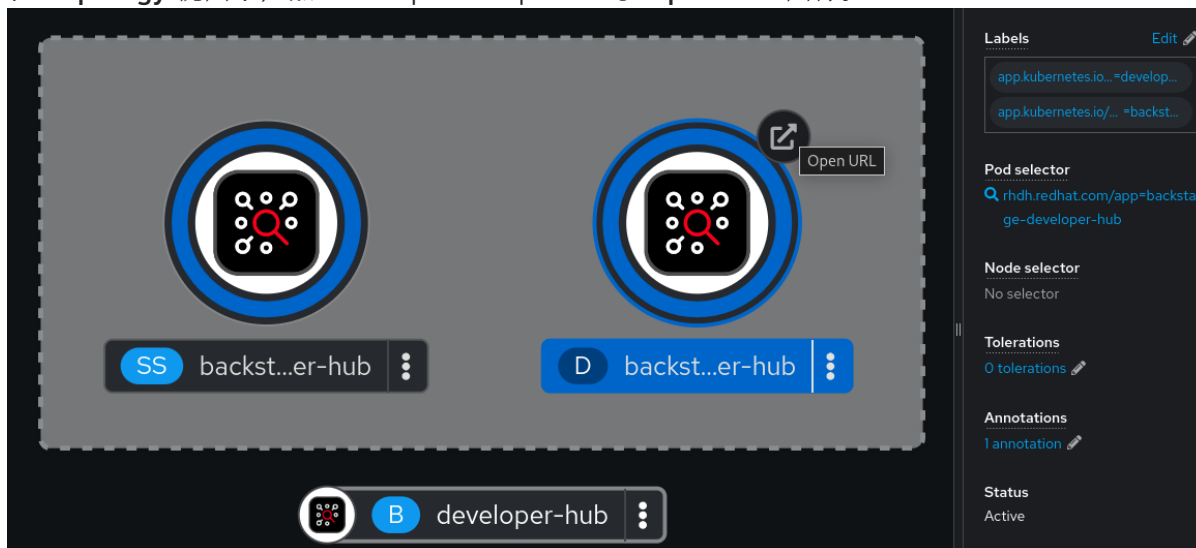 Open URL
SS backst...er-hub
D backst...er-hub
B developer-hub
Labels
Edit
app.kubernetes.io...=develop...
app.kubernetes.io/... =backst...
Pod selector
rhdh.redhat.com/app=backsta
ge-developer-hub
Node selector
No selector
Tolerations
0 tolerations
Annotations
1 annotation
Status
Active